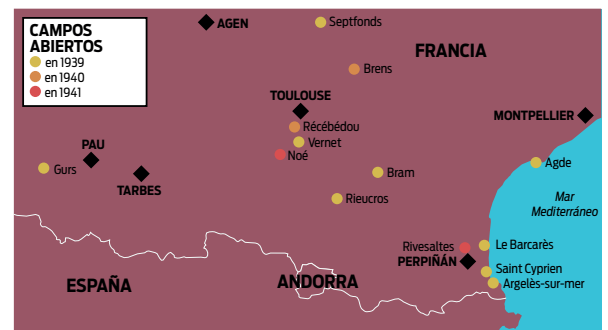 CAMPOS
ABIERTOS
en 1939
en 1940
en 1941
AGEN
Septfonds
FRANCIA
Brens
TOULOUSE
MONTPELLIER
Récébédou
Vernet
PAU
Noé
Agde
Gurs
TARBES
Bram
Rieucros
Mar
Mediterráneo
Rivesaltes
Le Barcarès
PERPIÑÁN
Saint Cyprien
ESPAÑA
ANDORRA
Argelès-sur-mer